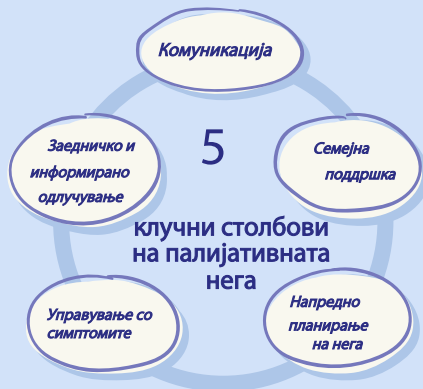 Комуникација
Заедничко и
информирано
одлучување
5
клучни столбови
на палијативната
нега
Семејна
поддршка
Управување со
симптомите
Напредно
планирање
на нега